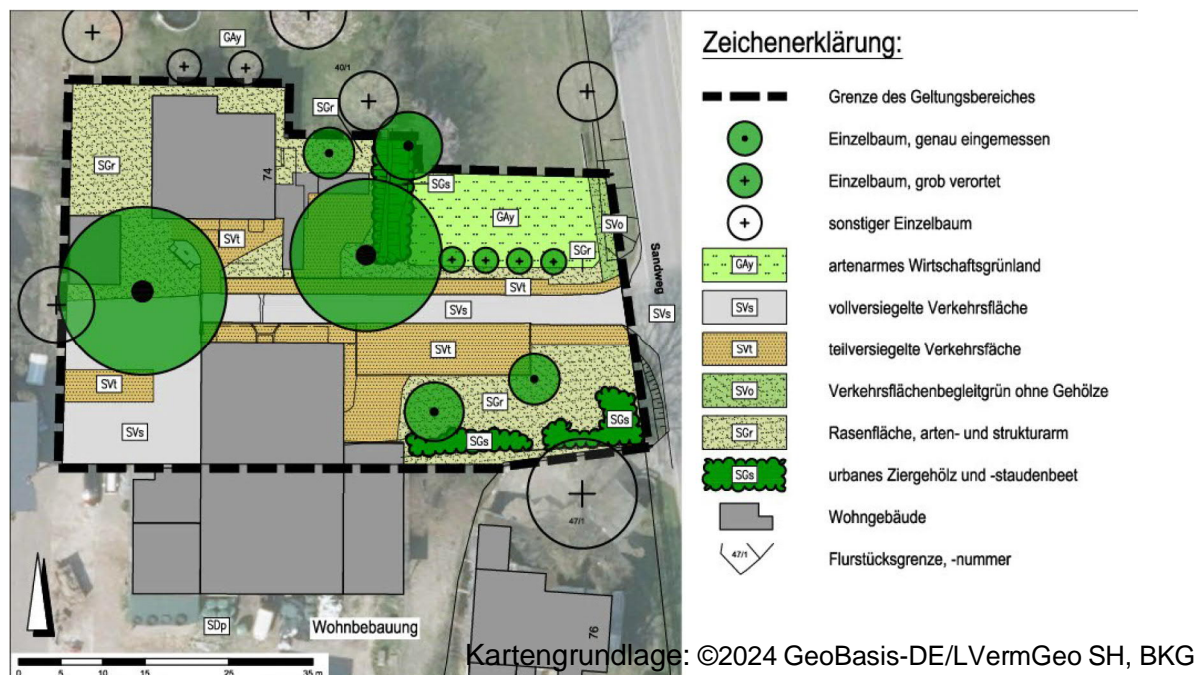 GAy
40/1
SGr
SGr
74
SGs
GAy
SVo
SVt
SGr
Sandweg
SVt
SVs
SVs
SVt
SVt
SGr
SGs
SGs
SVs
47/1
SDp
Wohnbebauung
76
0 5 10 15 25 35 m
Zeichenerklärung:
Grenze des Geltungsbereiches
Einzelbaum, genau eingemessen
Einzelbaum, grob verortet
sonstiger Einzelbaum
GAy artenarmes Wirtschaftsgrünland
SVs vollversiegelte Verkehrsfläche
SVt teilversiegelte Verkehrsfäche
SVo Verkehrsflächenbegleitgrün ohne Gehölze
SGr Rasenfläche, arten- und strukturarm
SGs urbanes Ziergehölz und -staudenbeet
Wohngebäude
47/1 Flurstücksgrenze, -nummer
Kartengrundlage: ©2024 GeoBasis-DE/LVermGeo SH, BKG